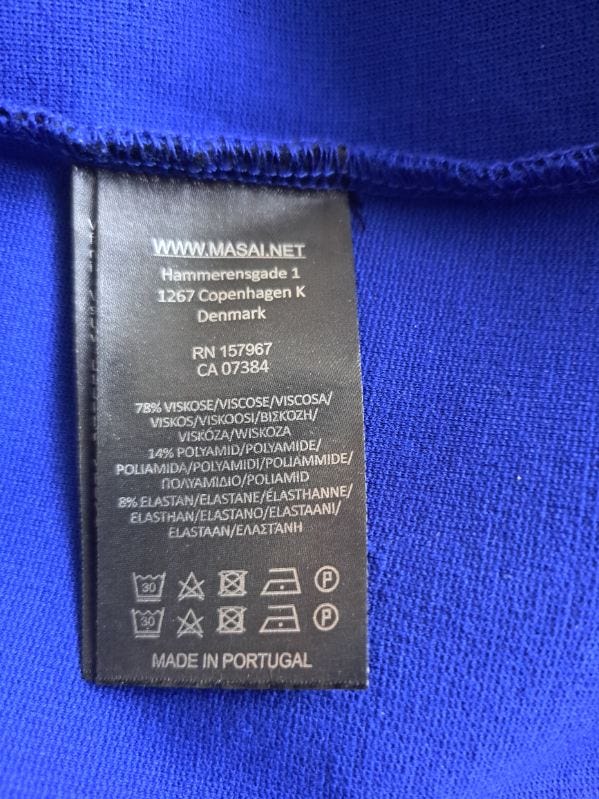 WWW.MASAI.NET
Hammerensgade 1
1267 Copenhagen K
Denmark
RN 157967
CA 07384
78% VISKOSE/VISCOSE/VISCOSA/
VISKOS/VISKOOSI/ΒΙΣΚΟΖΗ/
VISKÓZA/WISKOZA
14% POLYAMID/POLYAMIDE/
POLIAMIDA/POLYAMIDI/POLIAMMIDE/
ΠΟΛΥΑΜΙΔΙΟ/POLIAMID
8% ELASTAN/ELASTANE/ÉLASTHANNE/
ELASTHAN/ELASTANO/ELASTAANI/
ELASTAAN/ΕΛΑΣΤΑΝΗ
30 P
30 P
MADE IN PORTUGAL